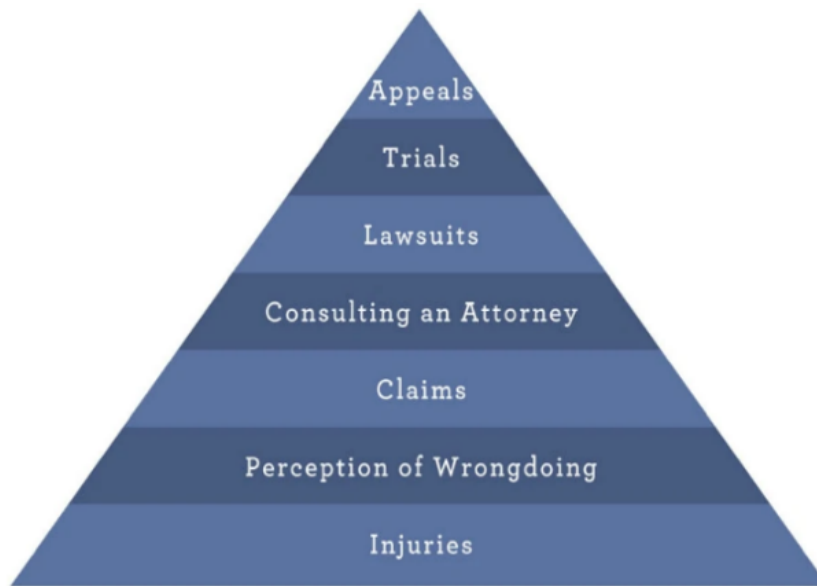 Appeals
Trials
Lawsuits
Consulting an Attorney
Claims
Perception of Wrongdoing
Injuries